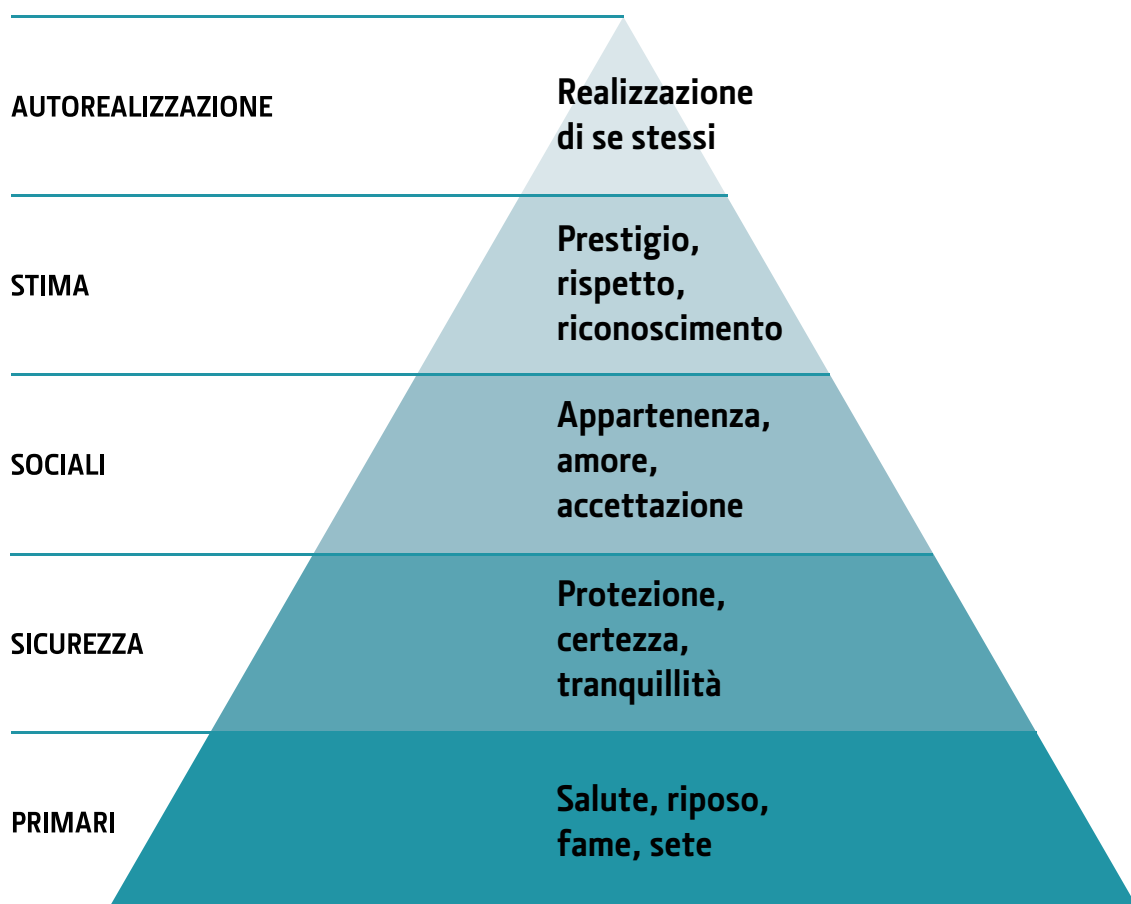 AUTOREALIZZAZIONE
Realizzazione
di se stessi
STIMA
Prestigio,
rispetto,
riconoscimento
SOCIALI
Appartenenza,
amore,
accettazione
SICUREZZA
Protezione,
certezza,
tranquillità
PRIMARI
Salute, riposo,
fame, sete